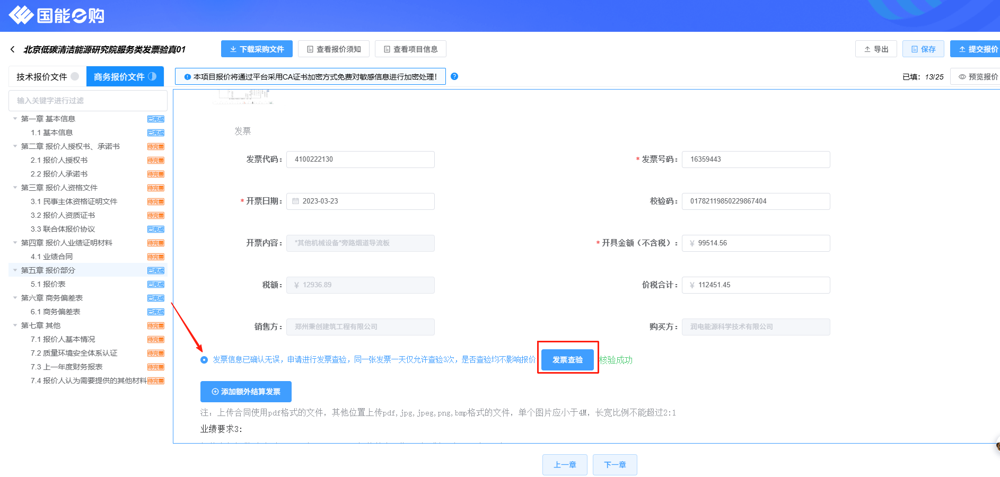 国能e购
北京低碳清洁能源研究院服务类发票验真01
下载采购文件
查看报价须知
查看项目信息
导出
保存
提交报价
技术报价文件
商务报价文件
本项目报价将通过平台采用CA证书加密方式免费对敏感信息进行加密处理！
已填：13/25
预览报价
输入关键字进行过滤
第一章 基本信息 已完成
1.1 基本信息 已完成
第二章 报价人授权书、承诺书 待完善
2.1 报价人授权书 待完善
2.2 报价人承诺书 待完善
第三章 报价人资格文件 待完善
3.1 民事主体资格证明文件 待完善
3.2 报价人资质证书 待完善
3.3 联合体报价协议 已完成
第四章 报价人业绩证明材料 待完善
4.1 业绩合同 待完善
第五章 报价部分 已完成
5.1 报价表 已完成
第六章 商务偏差表 已完成
6.1 商务偏差表 已完成
第七章 其他 待完善
7.1 报价人基本情况 待完善
7.2 质量环境安全体系认证 待完善
7.3 上一年度财务报表 待完善
7.4 报价人认为需要提供的其他材料 待完善
发票
发票代码： 4100222130
* 发票号码： 16359443
* 开票日期： 2023-03-23
校验码： 01782119850229867404
开票内容： *其他机械设备*旁路烟道导流板
* 开具金额（不含税）： ¥ 99514.56
税额： ¥ 12936.89
价税合计： ¥ 112451.45
销售方： 郑州秉创建筑工程有限公司
购买方： 润电能源科学技术有限公司
发票信息已确认无误，申请进行发票查验，同一张发票一天仅允许查验3次，是否查验均不影响报价
发票查验
核验成功
添加额外结算发票
注：上传合同使用pdf格式的文件，其他位置上传pdf,jpg,jpeg,png,bmp格式的文件，单个图片应小于4M，长宽比例不能超过2:1
业绩要求3:
上一章
下一章